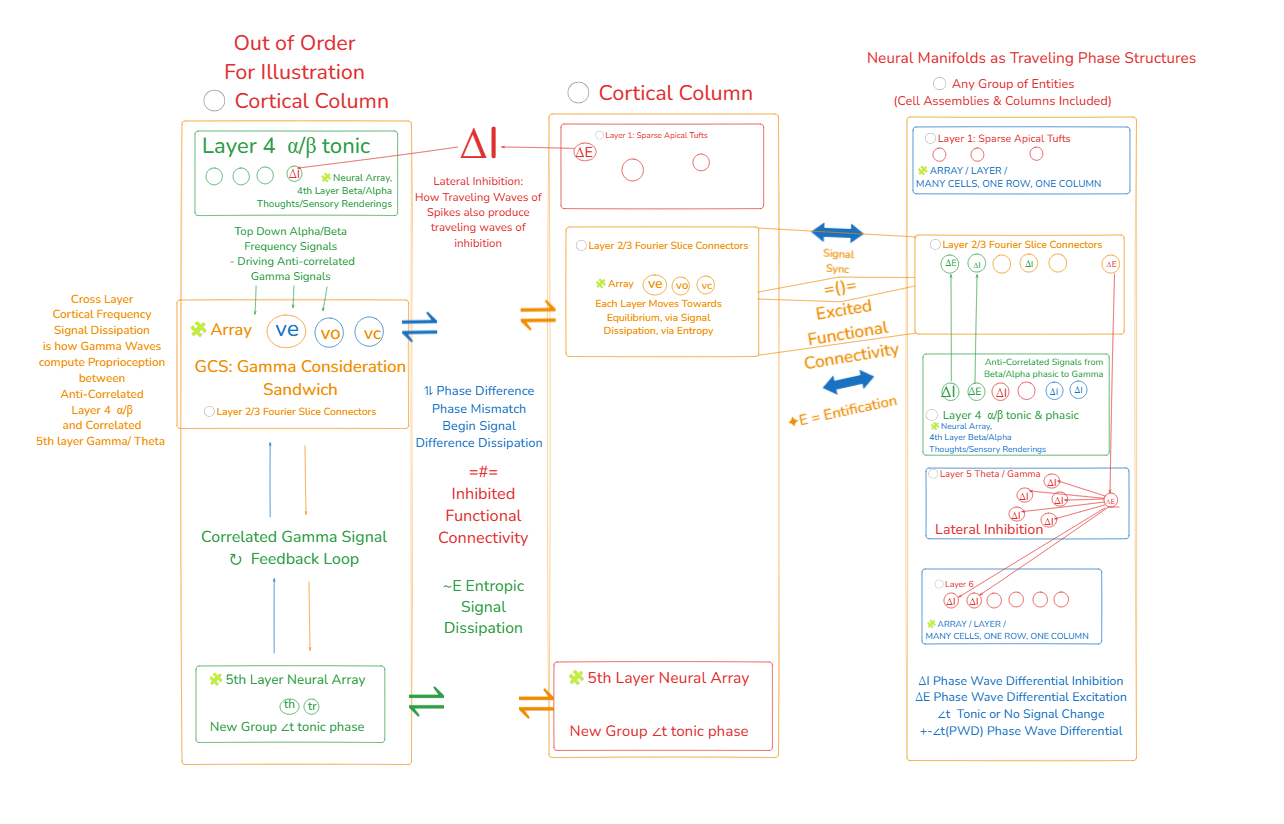 Out of Order
For Illustration
Cortical Column
Layer 4 α/β tonic
ΔI
Neural Array,
4th Layer Beta/Alpha
Thoughts/Sensory Renderings
Top Down Alpha/Beta
Frequency Signals
- Driving Anti-correlated
Gamma Signals
Cross Layer
Cortical Frequency
Signal Dissipation
is how Gamma Waves
compute Proprioception
between
Anti-Correlated
Layer 4 α/β
and Correlated
5th layer Gamma/ Theta
Array ve vo vc
GCS: Gamma Consideration
Sandwich
Layer 2/3 Fourier Slice Connectors
Correlated Gamma Signal
↻ Feedback Loop
5th Layer Neural Array
th tr
New Group ∠t tonic phase
ΔI
Lateral Inhibition:
How Traveling Waves of
Spikes also produce
traveling waves of
inhibition
⥮ Phase Difference
Phase Mismatch
Begin Signal
Difference Dissipation
=#=
Inhibited
Functional
Connectivity
~E Entropic
Signal
Dissipation
Cortical Column
Layer 1: Sparse Apical Tufts
ΔE
Layer 2/3 Fourier Slice Connectors
Array ve vo vc
Each Layer Moves Towards
Equilibrium, via Signal
Dissipation, via Entropy
5th Layer Neural Array
New Group ∠t tonic phase
Signal
Sync
=()=
Excited
Functional
Connectivity
✦E = Entification
Neural Manifolds as Traveling Phase Structures
Any Group of Entities
(Cell Assemblies & Columns Included)
Layer 1: Sparse Apical Tufts
ARRAY / LAYER /
MANY CELLS, ONE ROW, ONE COLUMN
Layer 2/3 Fourier Slice Connectors
ΔE ΔI ΔI ΔE
Anti-Correlated Signals from
Beta/Alpha phasic to Gamma
ΔI ΔE ΔI ΔI ΔI
Layer 4 α/β tonic & phasic
Neural Array,
4th Layer Beta/Alpha
Thoughts/Sensory Renderings
Layer 5 Theta / Gamma
ΔI
ΔI ΔI ΔE
ΔI ΔI
Lateral Inhibition
Layer 6
ΔI ΔI
ARRAY / LAYER /
MANY CELLS, ONE ROW, ONE COLUMN
ΔI Phase Wave Differential Inhibition
ΔE Phase Wave Differential Excitation
∠t Tonic or No Signal Change
+-∠t(PWD) Phase Wave Differential